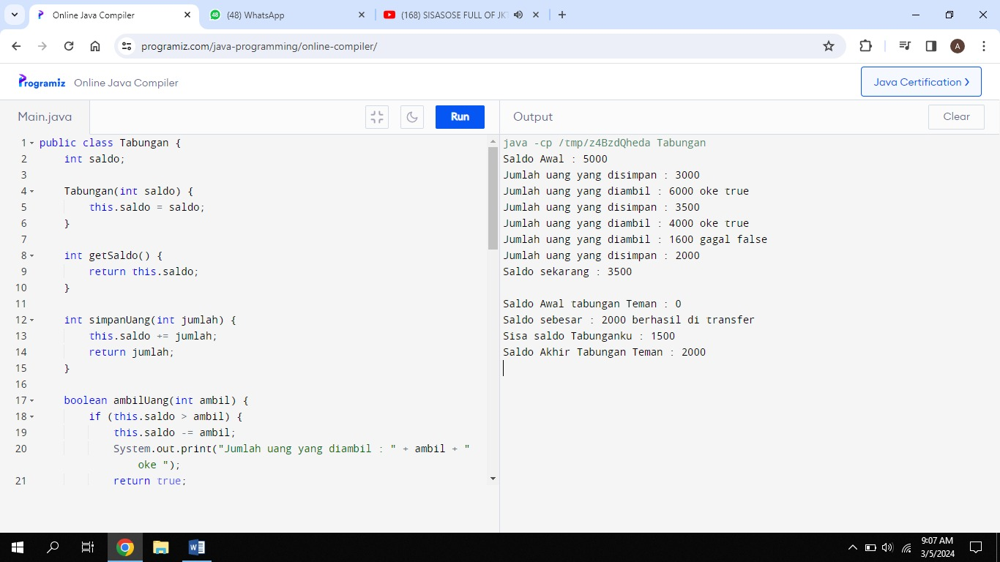 Online Java Compiler
48
(48) WhatsApp
(168) SISASOSE FULL OF JKT
programiz.com/java-programming/online-compiler/
A
Programiz
Online Java Compiler
Java Certification >
Main.java
Run
Output
Clear
1 public class Tabungan {
2     int saldo;
3
4     Tabungan(int saldo) {
5         this.saldo = saldo;
6     }
7
8     int getSaldo() {
9         return this.saldo;
10     }
11
12     int simpanUang(int jumlah) {
13         this.saldo += jumlah;
14         return jumlah;
15     }
16
17     boolean ambilUang(int ambil) {
18         if (this.saldo > ambil) {
19             this.saldo -= ambil;
20             System.out.print("Jumlah uang yang diambil : " + ambil + "
oke ");
21             return true;
java -cp /tmp/z4BzdQheda Tabungan
Saldo Awal : 5000
Jumlah uang yang disimpan : 3000
Jumlah uang yang diambil : 6000 oke true
Jumlah uang yang disimpan : 3500
Jumlah uang yang diambil : 4000 oke true
Jumlah uang yang diambil : 1600 gagal false
Jumlah uang yang disimpan : 2000
Saldo sekarang : 3500
Saldo Awal tabungan Teman : 0
Saldo sebesar : 2000 berhasil di transfer
Sisa saldo Tabunganku : 1500
Saldo Akhir Tabungan Teman : 2000
9:07 AM
3/5/2024